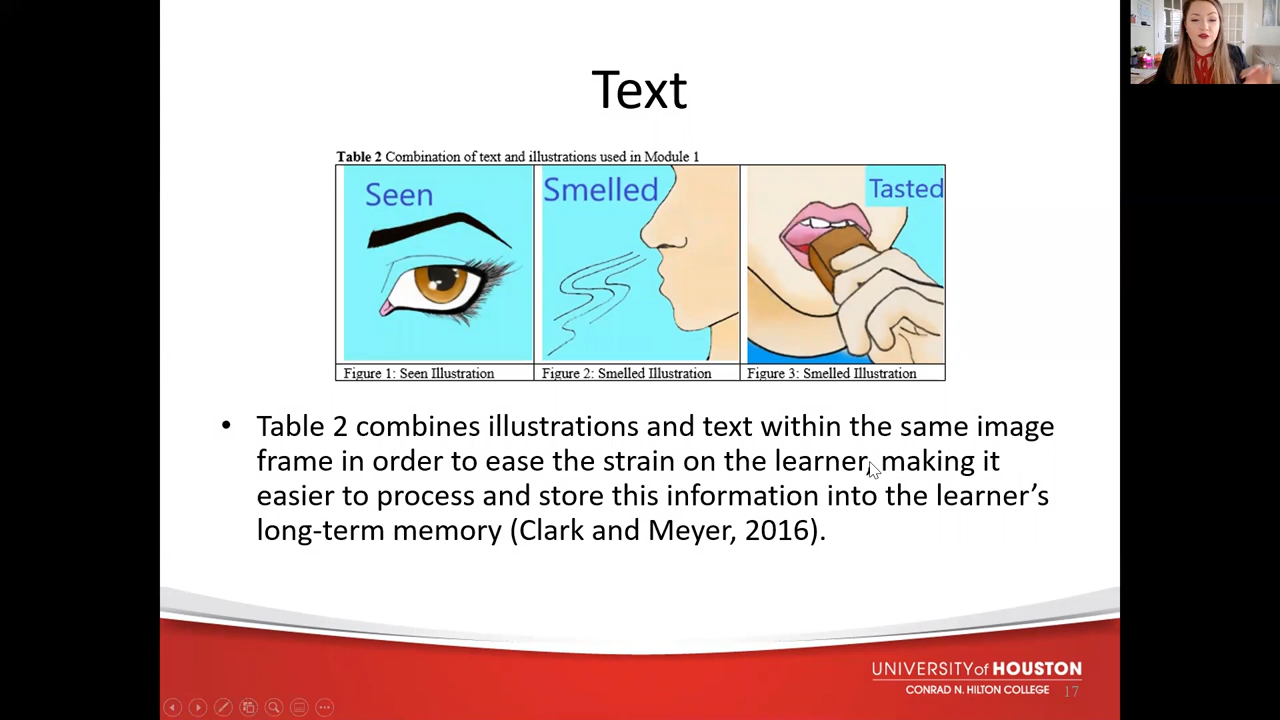 Text
Table 2 Combination of text and illustrations used in Module 1
Seen
Smelled
Tasted
Figure 1: Seen Illustration
Figure 2: Smelled Illustration
Figure 3: Smelled Illustration
• Table 2 combines illustrations and text within the same image
frame in order to ease the strain on the learner, making it
easier to process and store this information into the learner’s
long-term memory (Clark and Meyer, 2016).
UNIVERSITY of HOUSTON
CONRAD N. HILTON COLLEGE
17